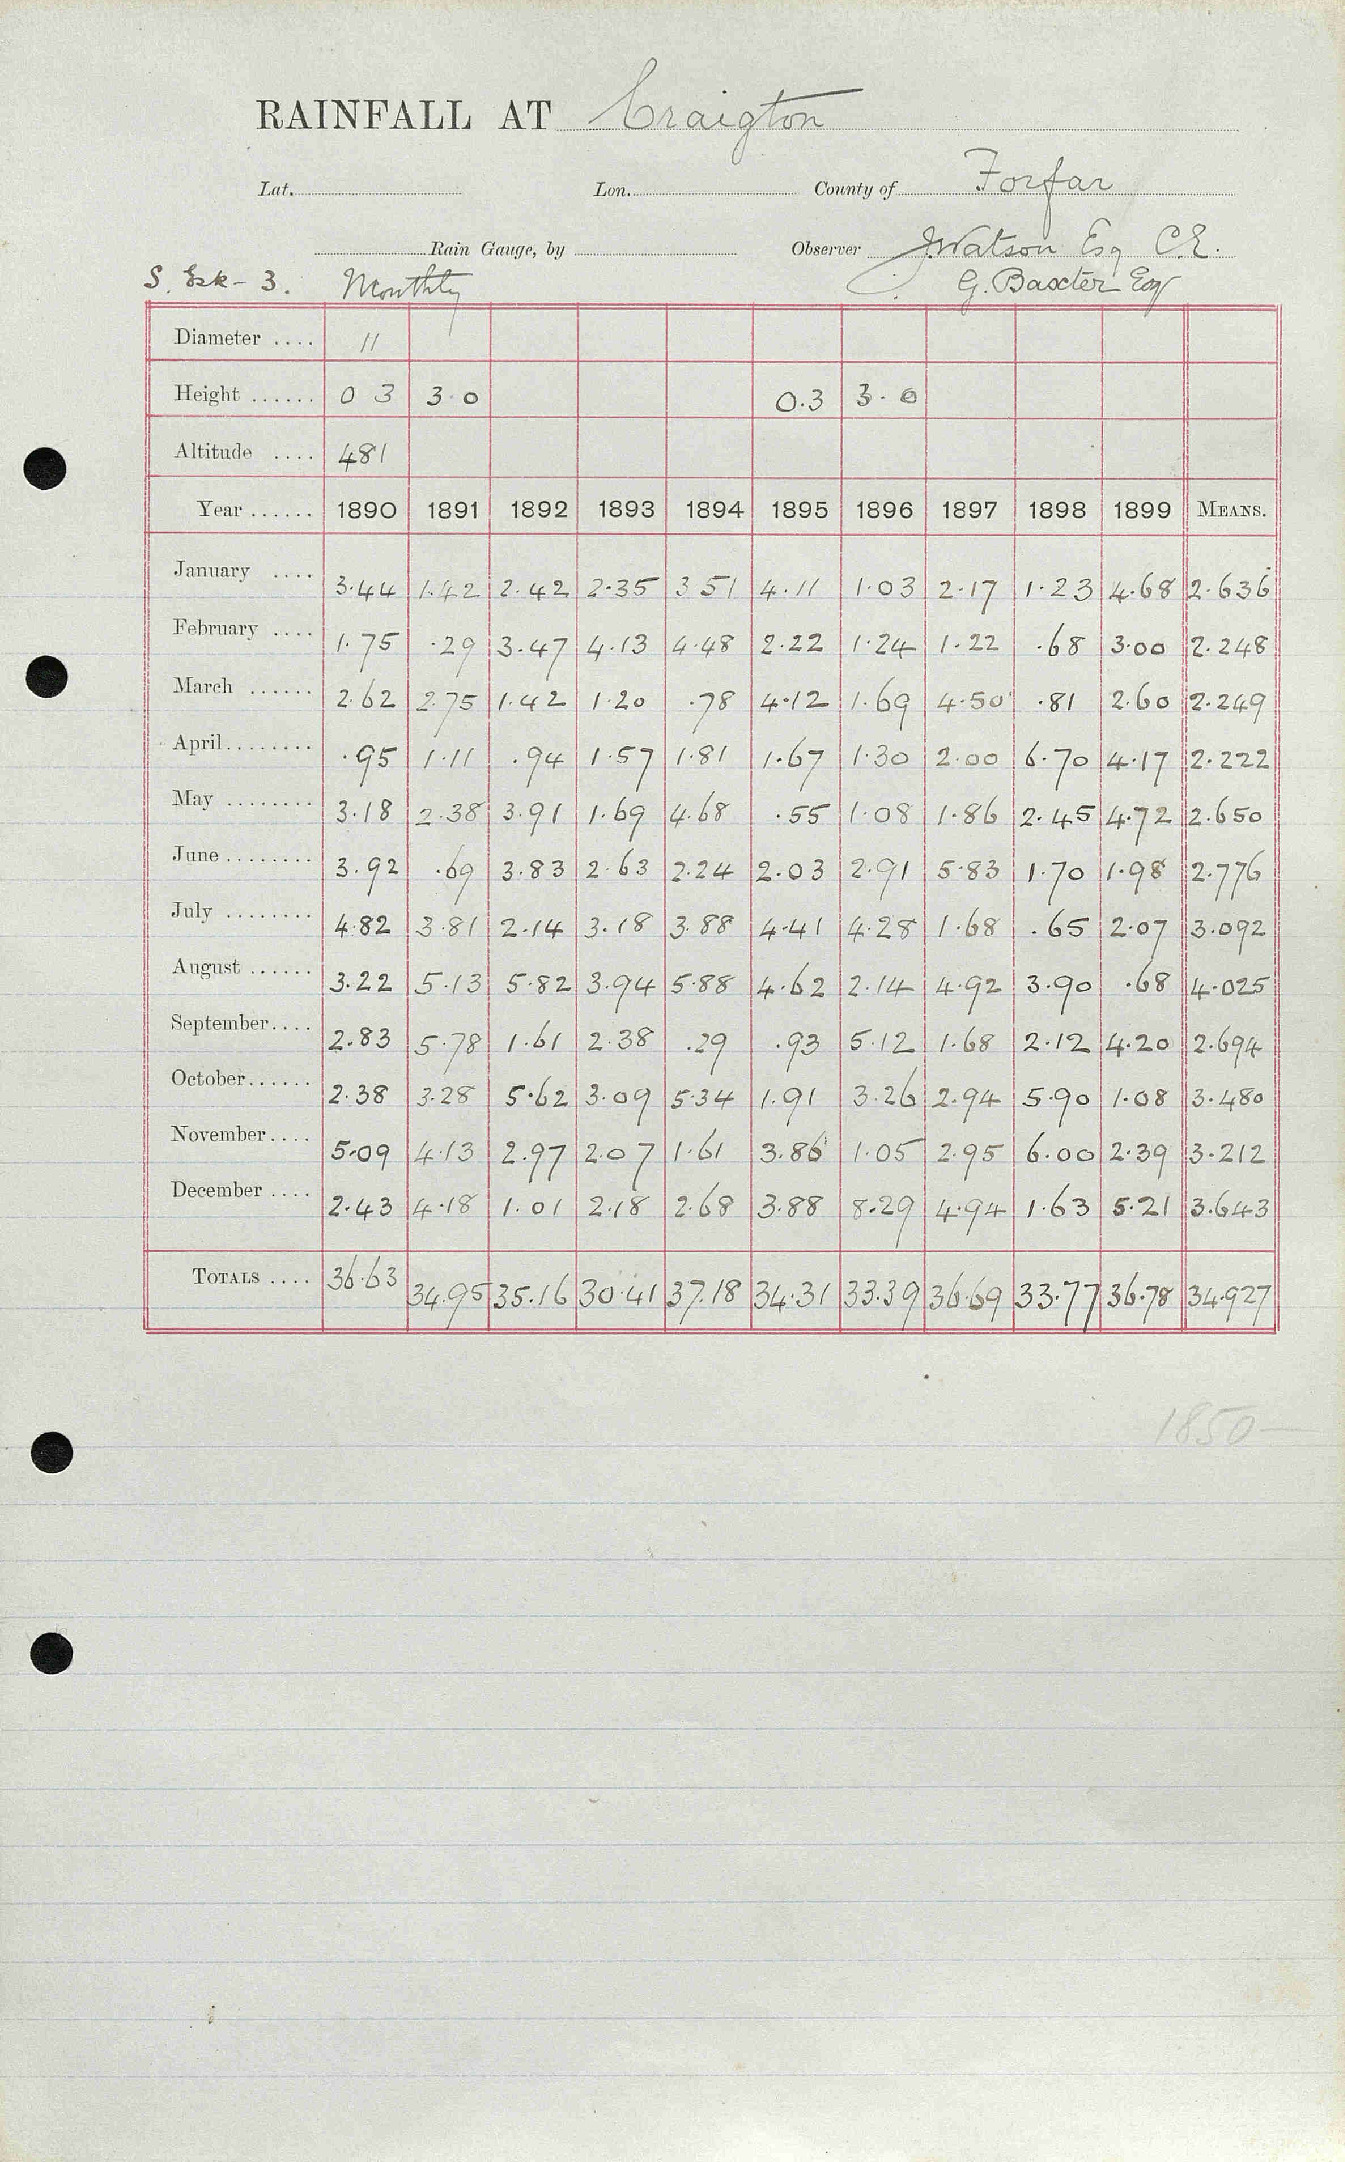 RAINFALL AT Craigton
Lat. Lon. County of Forfar
Rain Gauge, by Observer J Watson Esq C.E.
S. Esk - 3. Monthly G. Baxter Esq
Diameter .... 11
Height ...... 0 3 3.0 0.3 3.0
Altitude .... 481
Year ...... 1890 1891 1892 1893 1894 1895 1896 1897 1898 1899 MEANS.
January .... 3.44 1.42 2.42 2.35 3 51 4.11 1.03 2.17 1.23 4.68 2.636
February .... 1.75 .29 3.47 4.13 4.48 2.22 1.24 1.22 .68 3.00 2.248
March ...... 2.62 2.75 1.42 1.20 .78 4.12 1.69 4.50 .81 2.60 2.249
April ........ .95 1.11 .94 1.57 1.81 1.67 1.30 2.00 6.70 4.17 2.222
May ........ 3.18 2.38 3.91 1.69 4.68 .55 1.08 1.86 2.45 4.72 2.650
June ........ 3.92 .69 3.83 2.63 2.24 2.03 2.91 5.83 1.70 1.98 2.776
July ........ 4.82 3.81 2.14 3.18 3.88 4.41 4.28 1.68 .65 2.07 3.092
August ...... 3.22 5.13 5.82 3.94 5.88 4.62 2.14 4.92 3.90 .68 4.025
September .... 2.83 5.78 1.61 2.38 .29 .93 5.12 1.68 2.12 4.20 2.694
October ...... 2.38 3.28 5.62 3.09 5.34 1.91 3.26 2.94 5.90 1.08 3.480
November .... 5.09 4.13 2.97 2.07 1.61 3.86 1.05 2.95 6.00 2.39 3.212
December .... 2.43 4.18 1.01 2.18 2.68 3.88 8.29 4.94 1.63 5.21 3.643
TOTALS .... 36.63 34.95 35.16 30.41 37.18 34.31 33.39 36.69 33.77 36.78 34.927
1850-